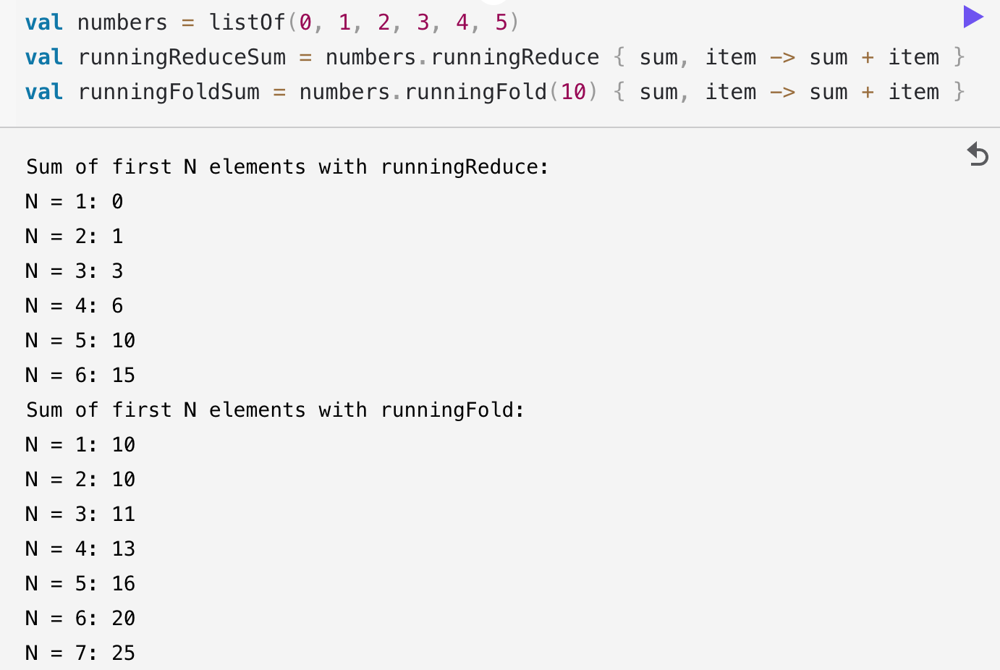 val numbers = listOf(0, 1, 2, 3, 4, 5)
val runningReduceSum = numbers.runningReduce { sum, item -> sum + item }
val runningFoldSum = numbers.runningFold(10) { sum, item -> sum + item }
Sum of first N elements with runningReduce:
N = 1: 0
N = 2: 1
N = 3: 3
N = 4: 6
N = 5: 10
N = 6: 15
Sum of first N elements with runningFold:
N = 1: 10
N = 2: 10
N = 3: 11
N = 4: 13
N = 5: 16
N = 6: 20
N = 7: 25